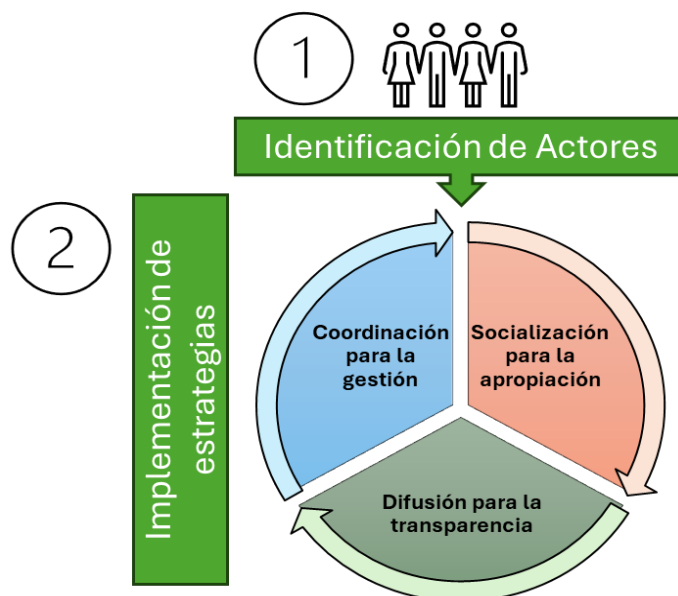 1
Identificación de Actores
2
Implementación de
estrategias
Coordinación
para la
gestión
Socialización
para la
apropiación
Difusión para la
transparencia